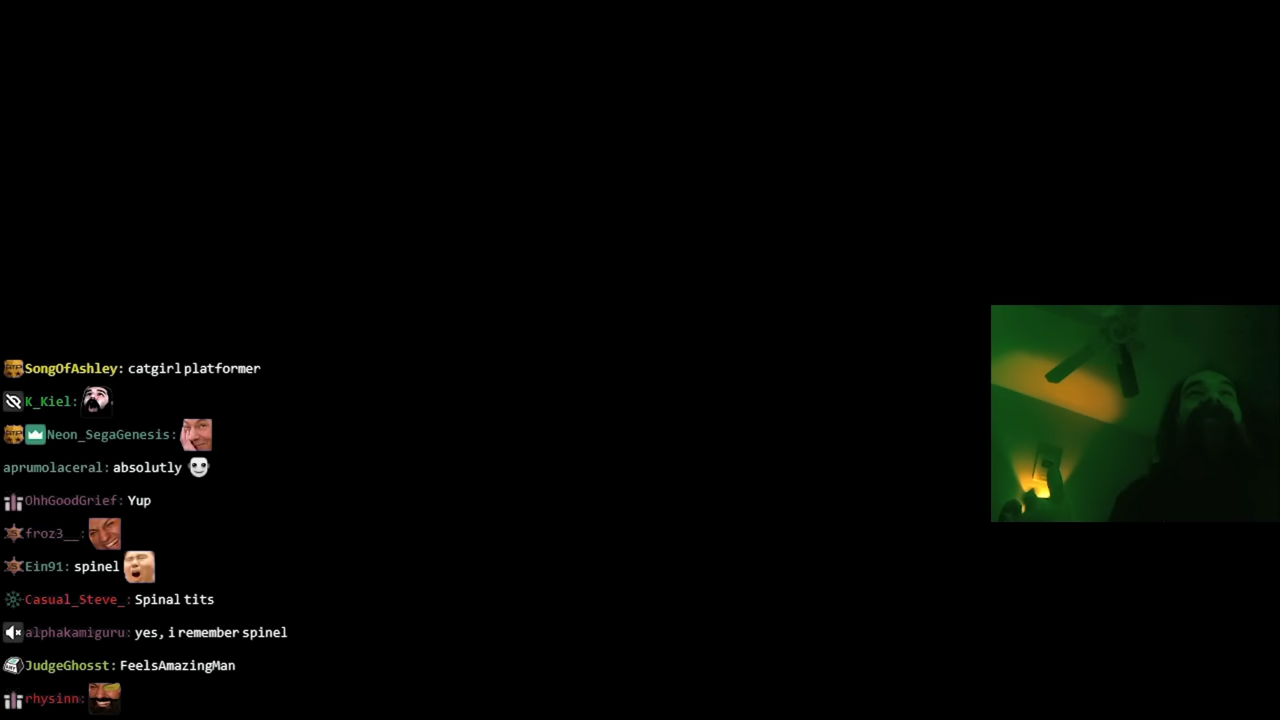 SongOfAshley: catgirl platformer
K_Kiel:
Neon_SegaGenesis:
aprumolaceral: absolutly
OhhGoodGrief: Yup
froz3__:
Ein91: spinel
Casual_Steve_: Spinal tits
alphakamiguru: yes, i remember spinel
JudgeGhosst: FeelsAmazingMan
rhysinn: